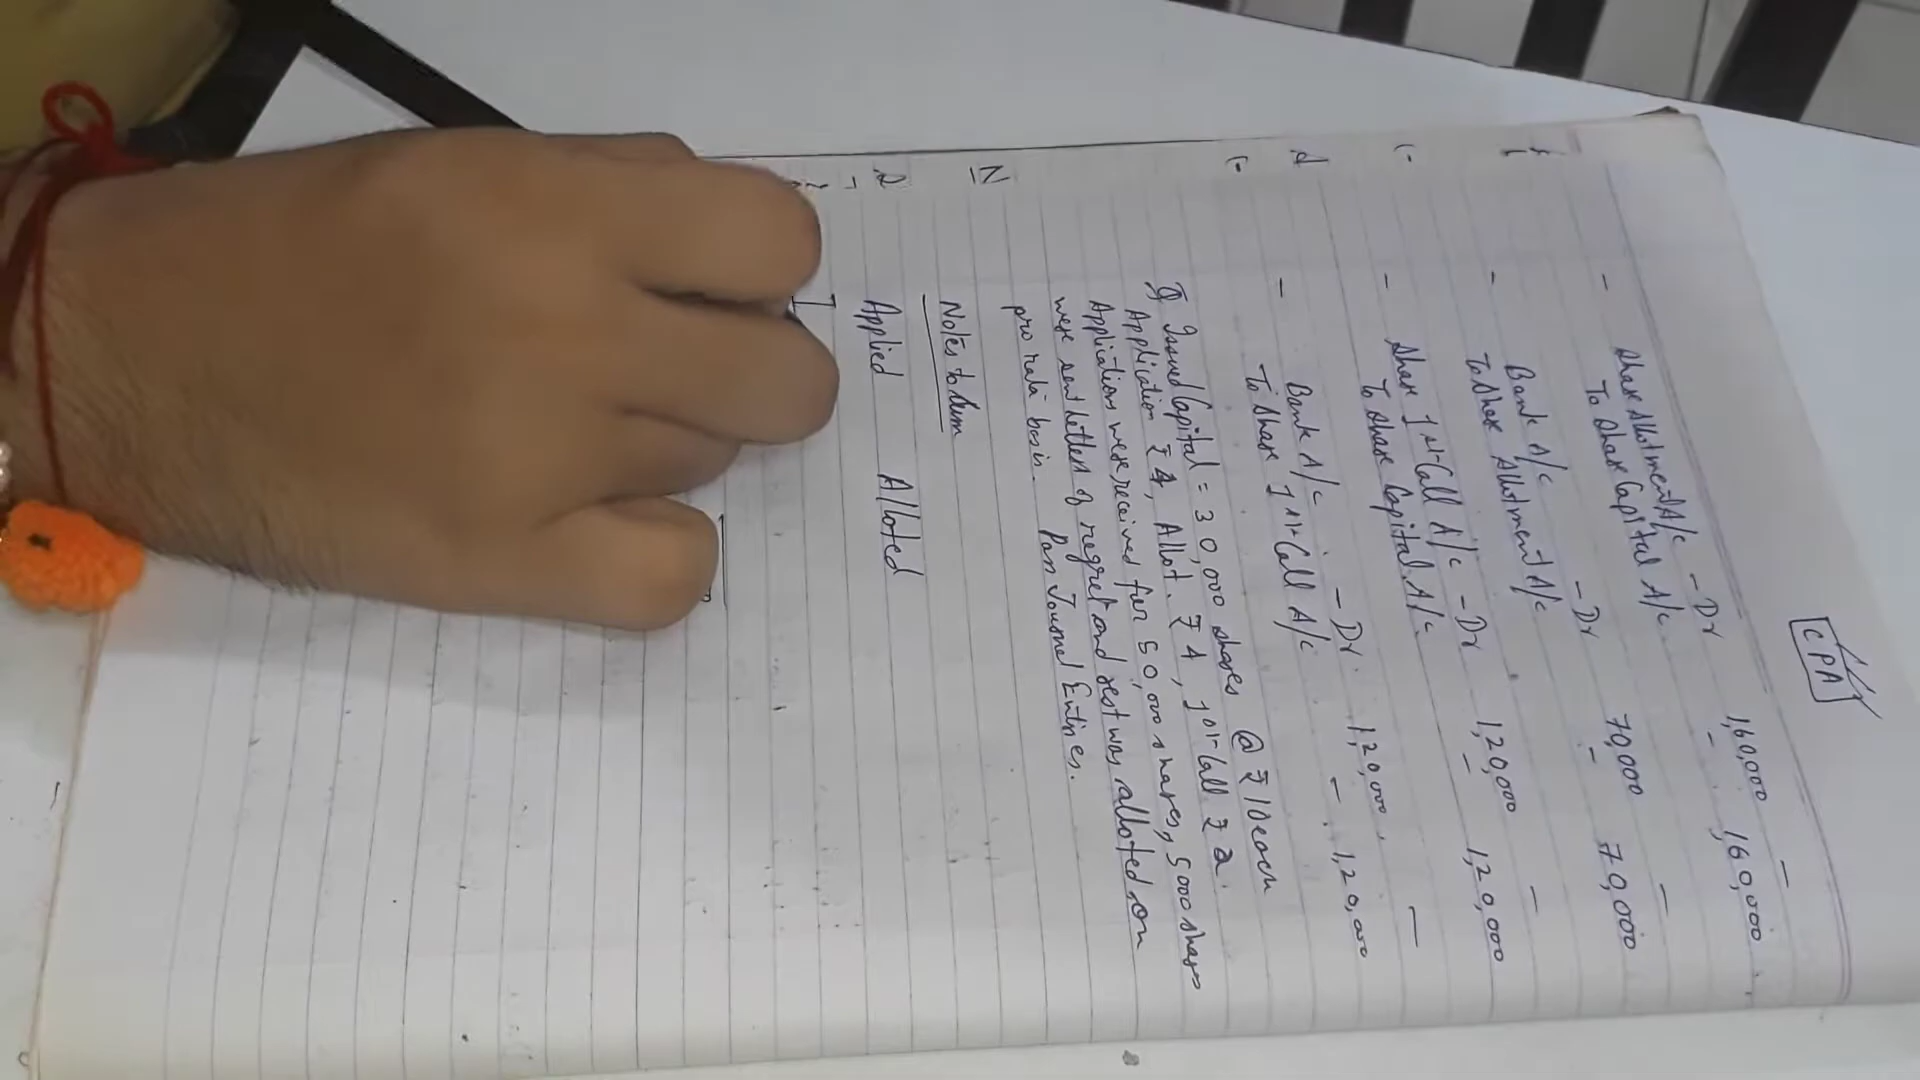 CPA
- Share Allotment A/c - Dr 1,60,000 -
To Share Capital A/c - 1,60,000
- Bank A/c - Dr 70,000 -
To Share Allotment A/c - 70,000
- Share 1st Call A/c - Dr 1,20,000 -
To Share Capital A/c - 1,20,000
- Bank A/c - Dr. 1,20,000 -
To Share 1st Call A/c - 1,20,000
Issued Capital = 30,000 shares @ ₹ 10 each
Application ₹ 4, Allot. ₹ 4, 1st Call ₹ 2.
Applications were received for 50,000 shares, 5000 shares
were sent letters of regret and rest was alloted on
pro rata basis. Pass Journal Entries.
Notes to
Applied Alloted